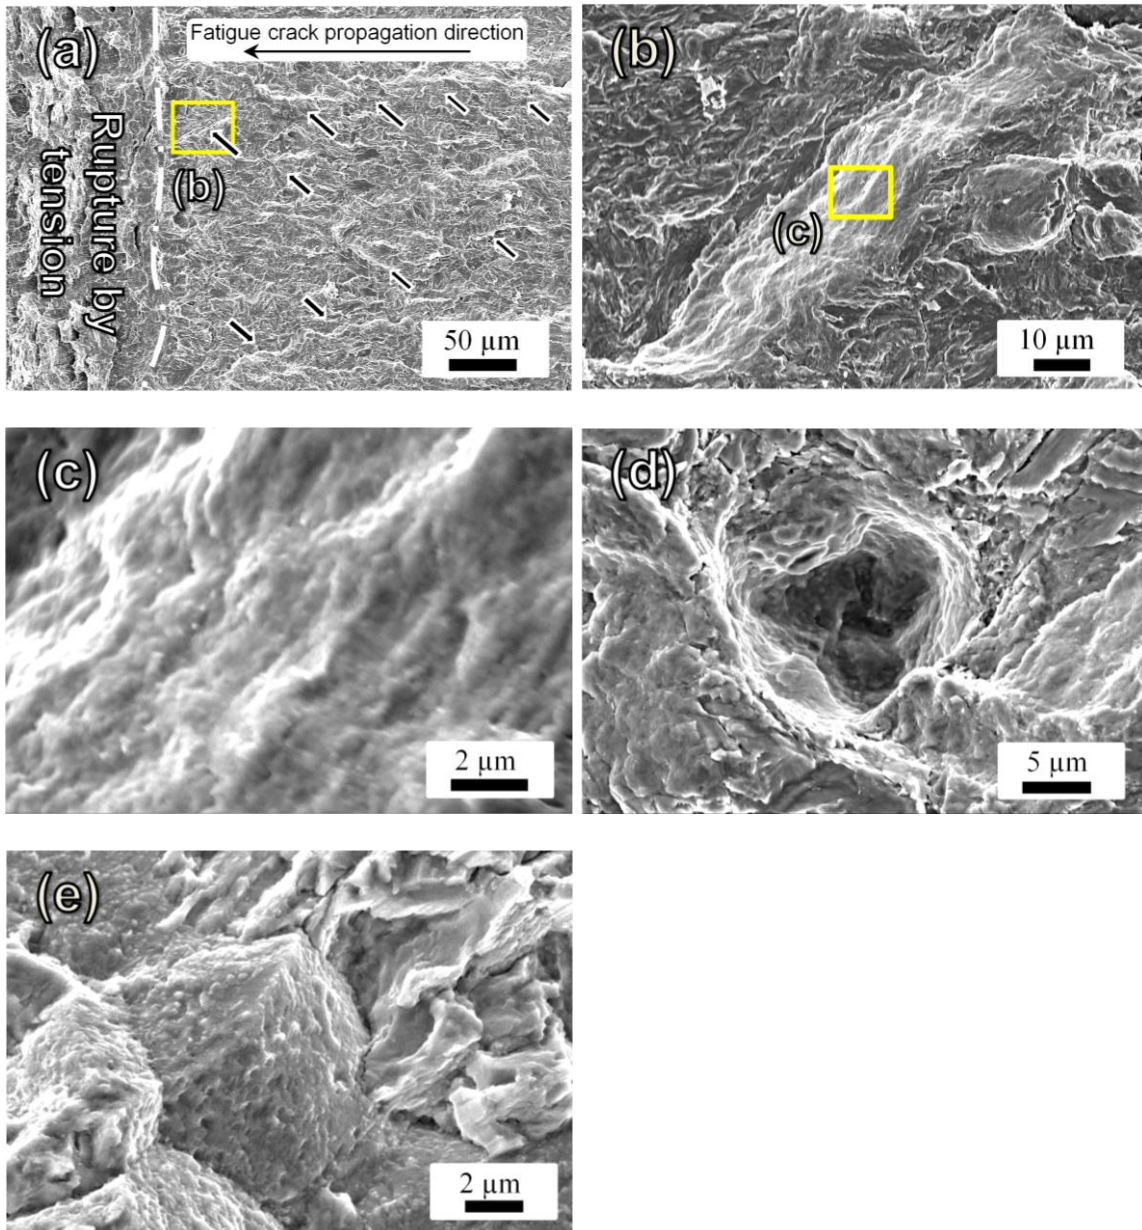 (a)
Fatigue crack propagation direction
Rupture by
tension
(b)
50 µm
(b)
(c)
10 µm
(c)
2 µm
(d)
5 µm
(e)
2 µm